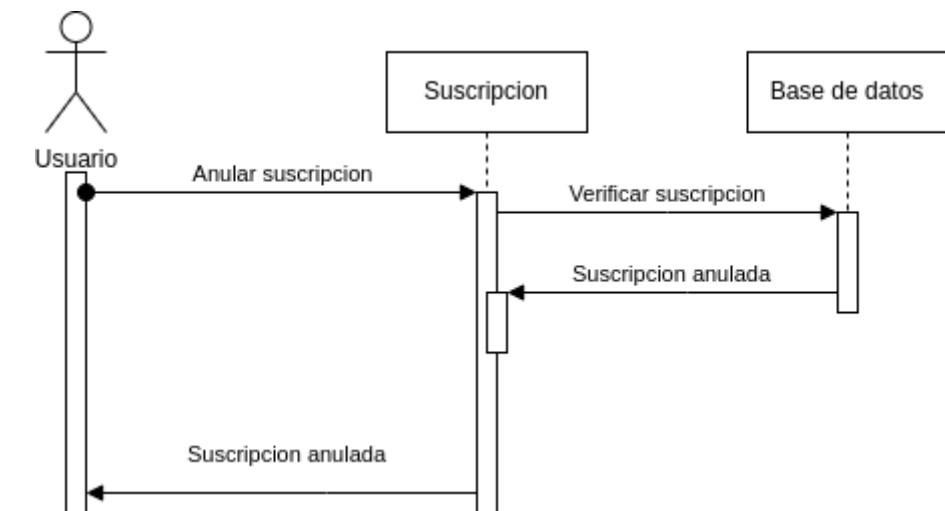 Suscripcion
Base de datos
Usuario
Anular suscripcion
Verificar suscripcion
Suscripcion anulada
Suscripcion anulada